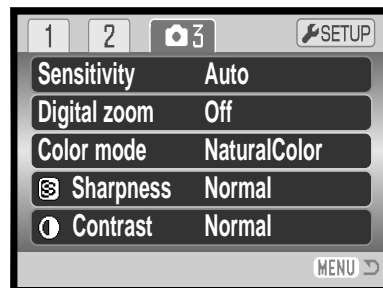 1 2 3 SETUP
Sensitivity Auto
Digital zoom Off
Color mode NaturalColor
S Sharpness Normal
Contrast Normal
MENU